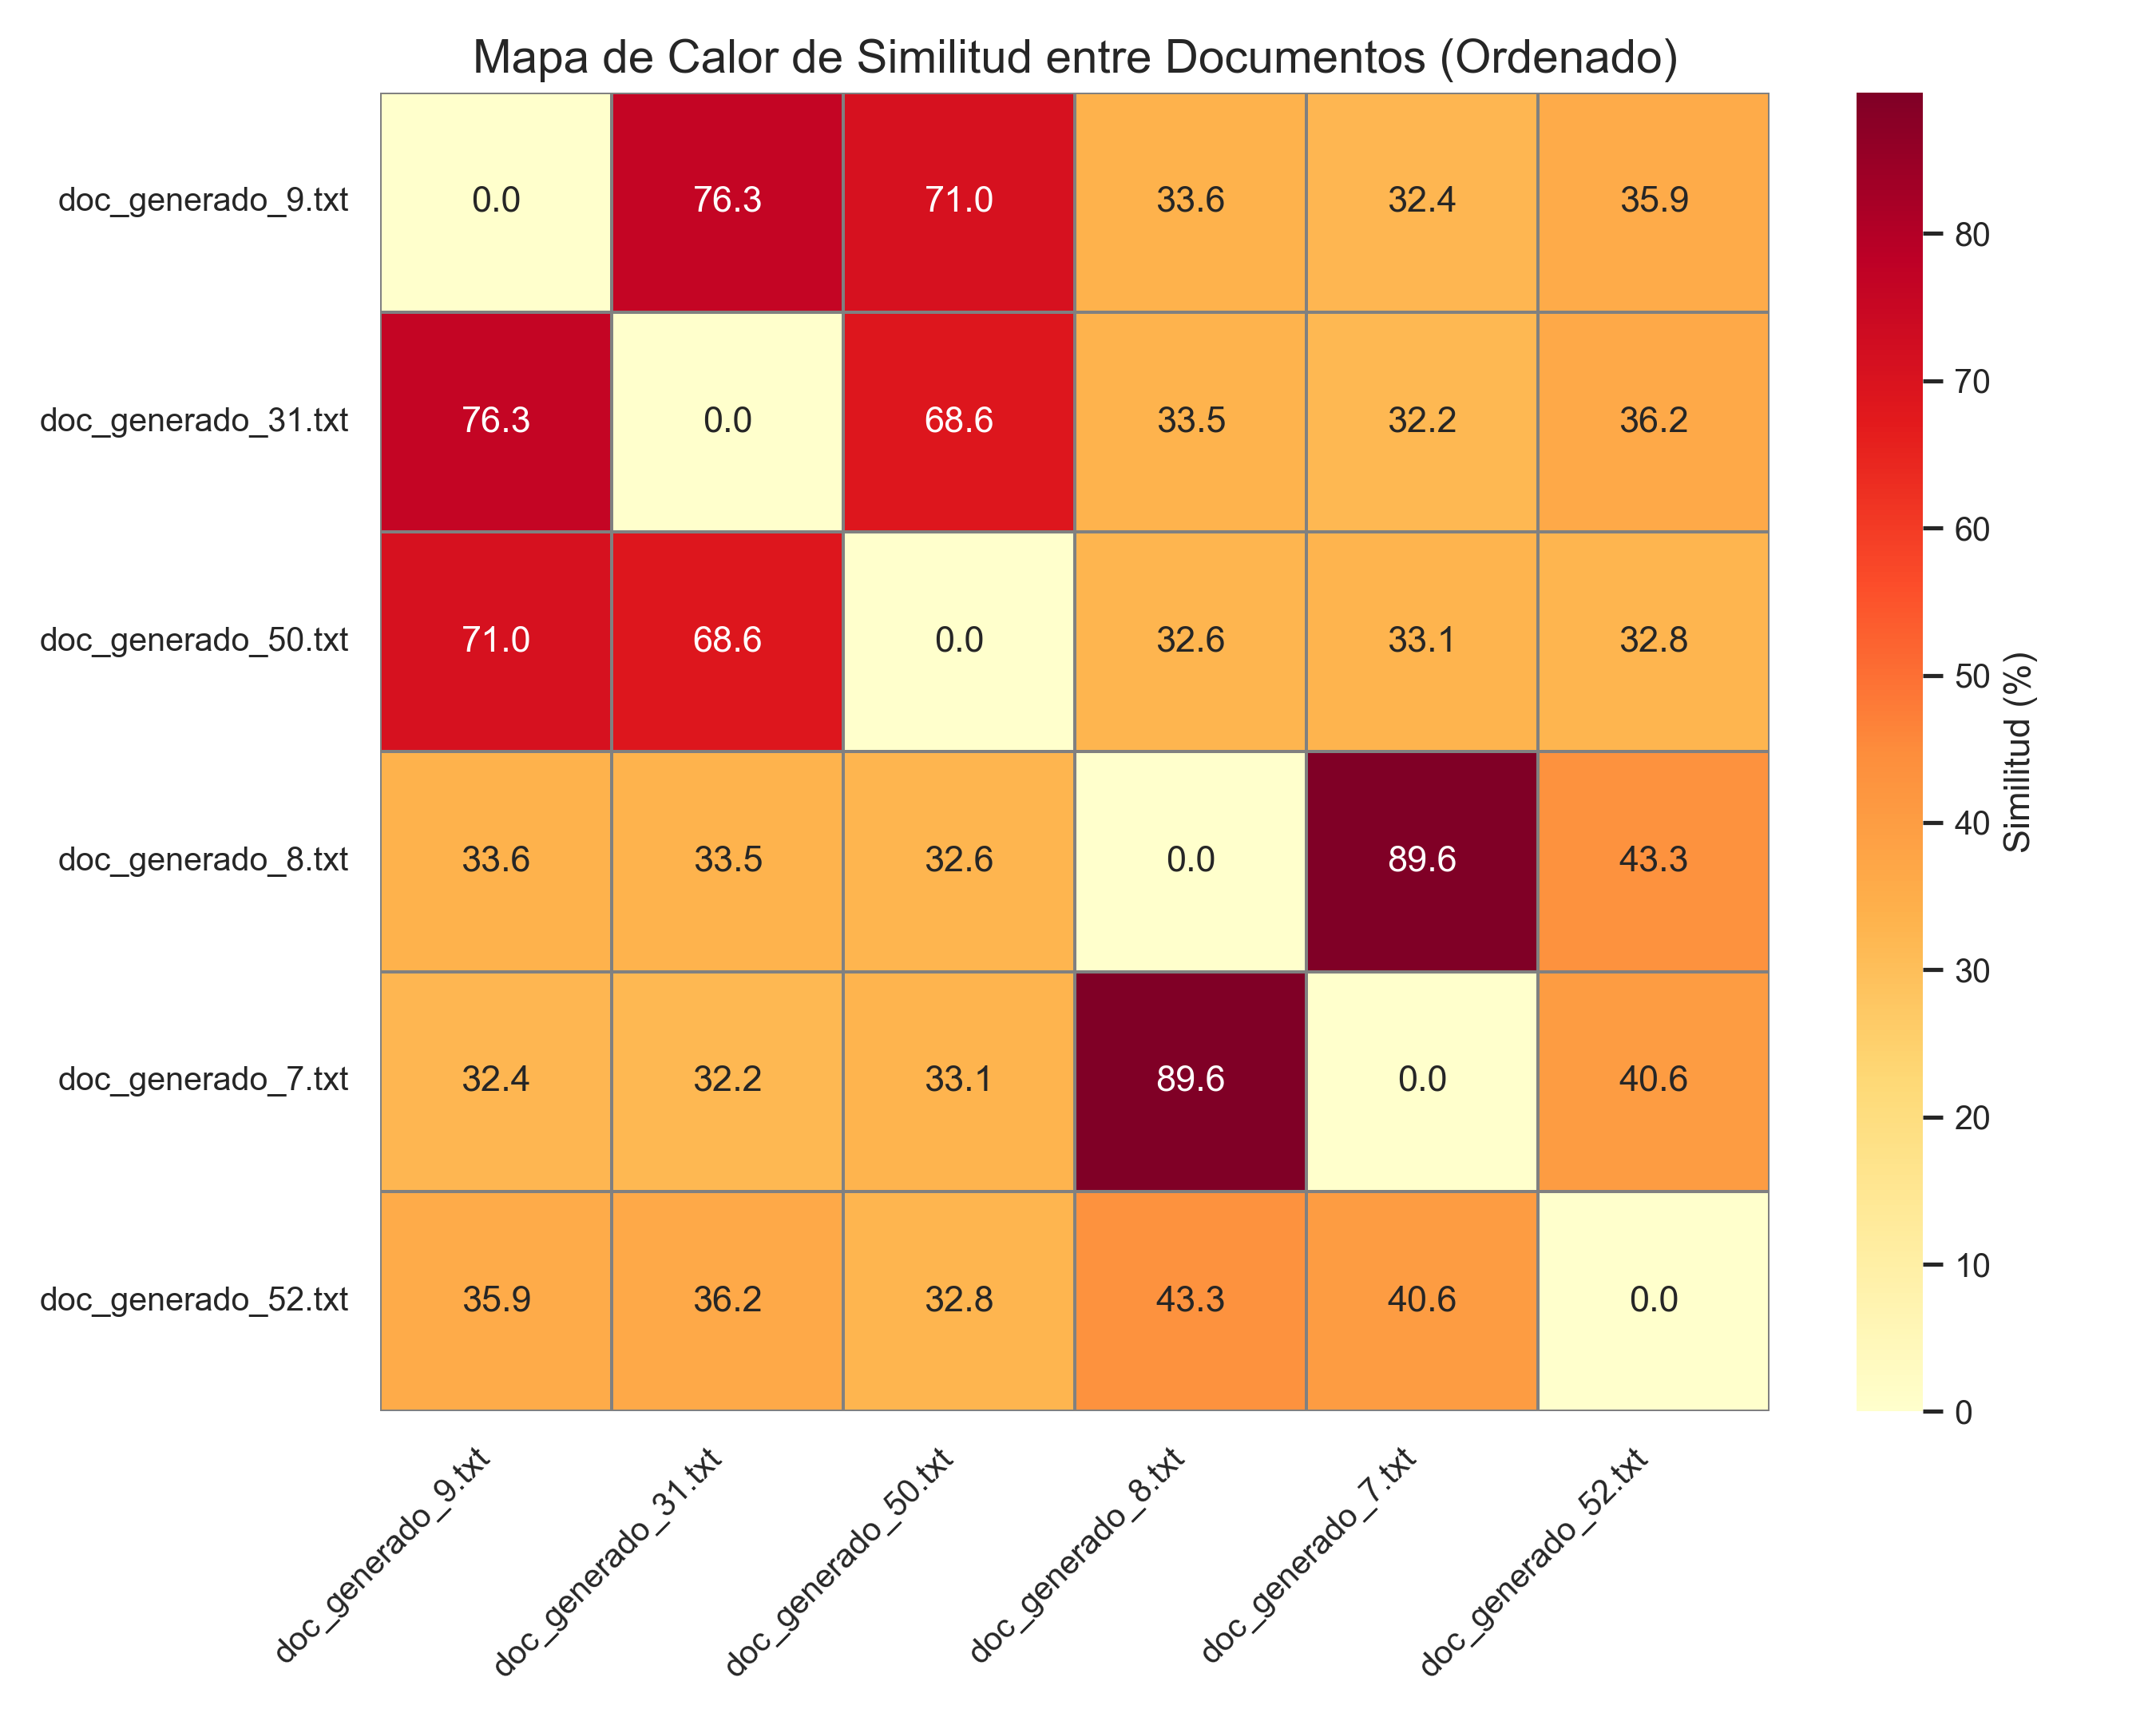 Mapa de Calor de Similitud entre Documentos (Ordenado)
doc_generado_9.txt 0.0 76.3 71.0 33.6 32.4 35.9
doc_generado_31.txt 76.3 0.0 68.6 33.5 32.2 36.2
doc_generado_50.txt 71.0 68.6 0.0 32.6 33.1 32.8
doc_generado_8.txt 33.6 33.5 32.6 0.0 89.6 43.3
doc_generado_7.txt 32.4 32.2 33.1 89.6 0.0 40.6
doc_generado_52.txt 35.9 36.2 32.8 43.3 40.6 0.0
doc_generado_9.txt
doc_generado_31.txt
doc_generado_50.txt
doc_generado_8.txt
doc_generado_7.txt
doc_generado_52.txt
80
70
60
50
40
30
20
10
0
Similitud (%)